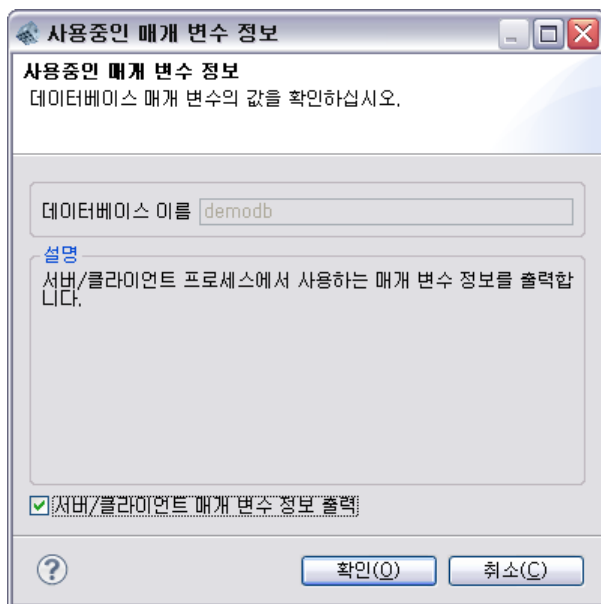 사용중인 매개 변수 정보
사용중인 매개 변수 정보
데이터베이스 매개 변수의 값을 확인하십시오.
데이터베이스 이름 demodb
설명
서버/클라이언트 프로세스에서 사용하는 매개 변수 정보를 출력합
니다.
서버/클라이언트 매개 변수 정보 출력
확인(O) 취소(C)